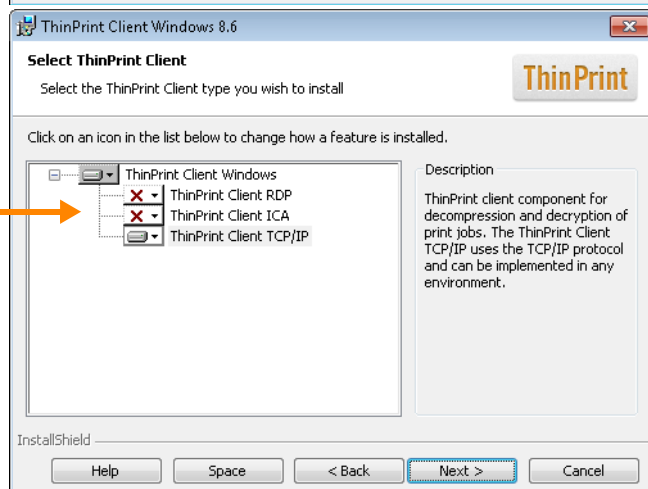 ThinPrint Client Windows 8.6
Select ThinPrint Client
Select the ThinPrint Client type you wish to install
ThinPrint
Click on an icon in the list below to change how a feature is installed.
ThinPrint Client Windows
ThinPrint Client RDP
ThinPrint Client ICA
ThinPrint Client TCP/IP
Description
ThinPrint client component for
decompression and decryption of
print jobs. The ThinPrint Client
TCP/IP uses the TCP/IP protocol
and can be implemented in any
environment.
InstallShield
Help
Space
< Back
Next >
Cancel